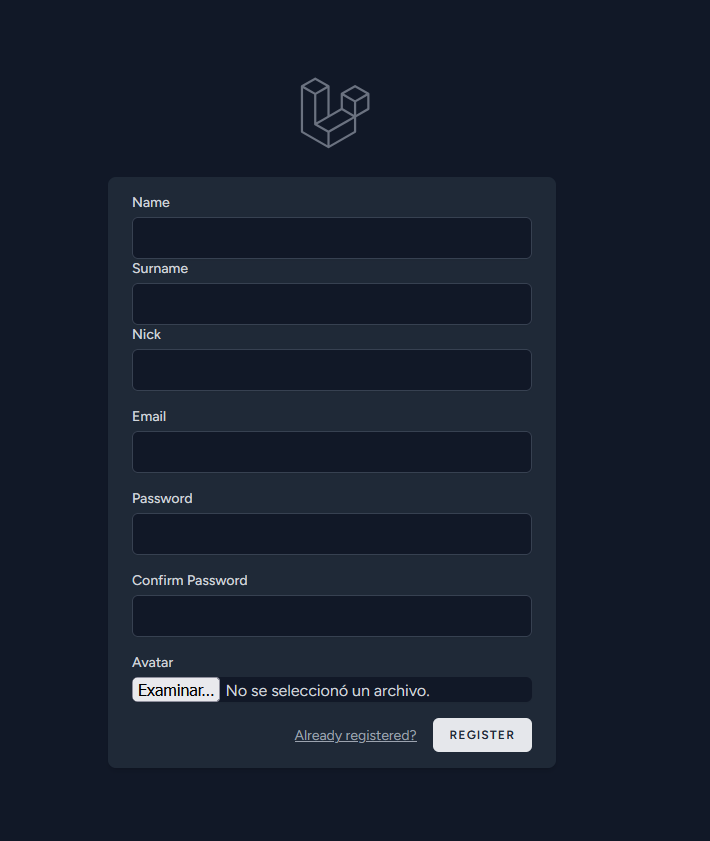 Name
Surname
Nick
Email
Password
Confirm Password
Avatar
Examinar... No se seleccionó un archivo.
Already registered? REGISTER